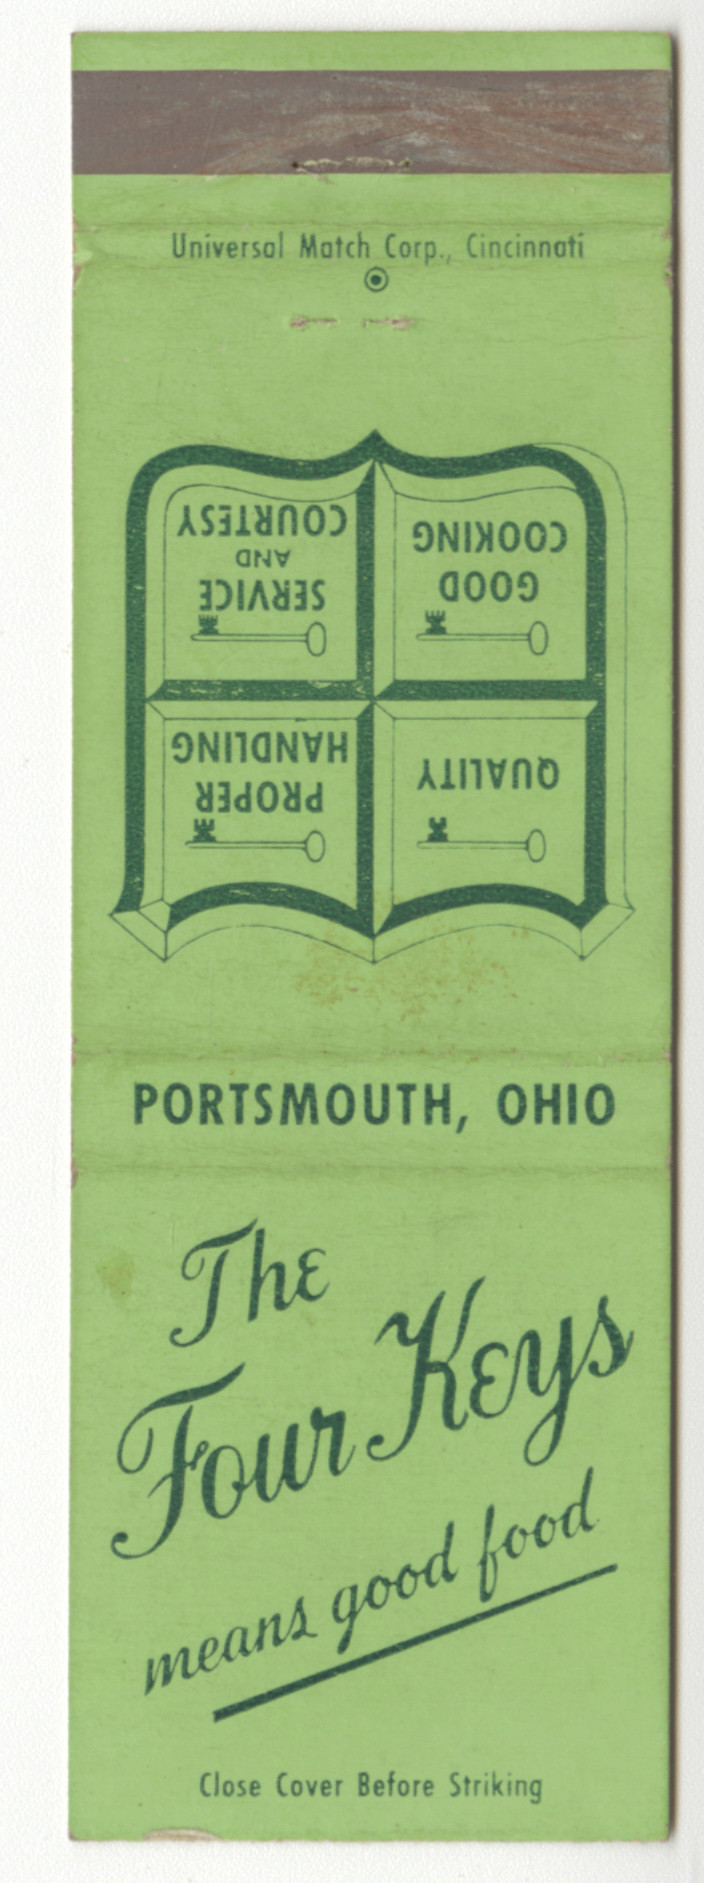 Universal Match Corp., Cincinnati
QUALITY
PROPER
HANDLING
GOOD
COOKING
SERVICE
AND
COURTESY
PORTSMOUTH, OHIO
The
Four Keys
means good food
Close Cover Before Striking